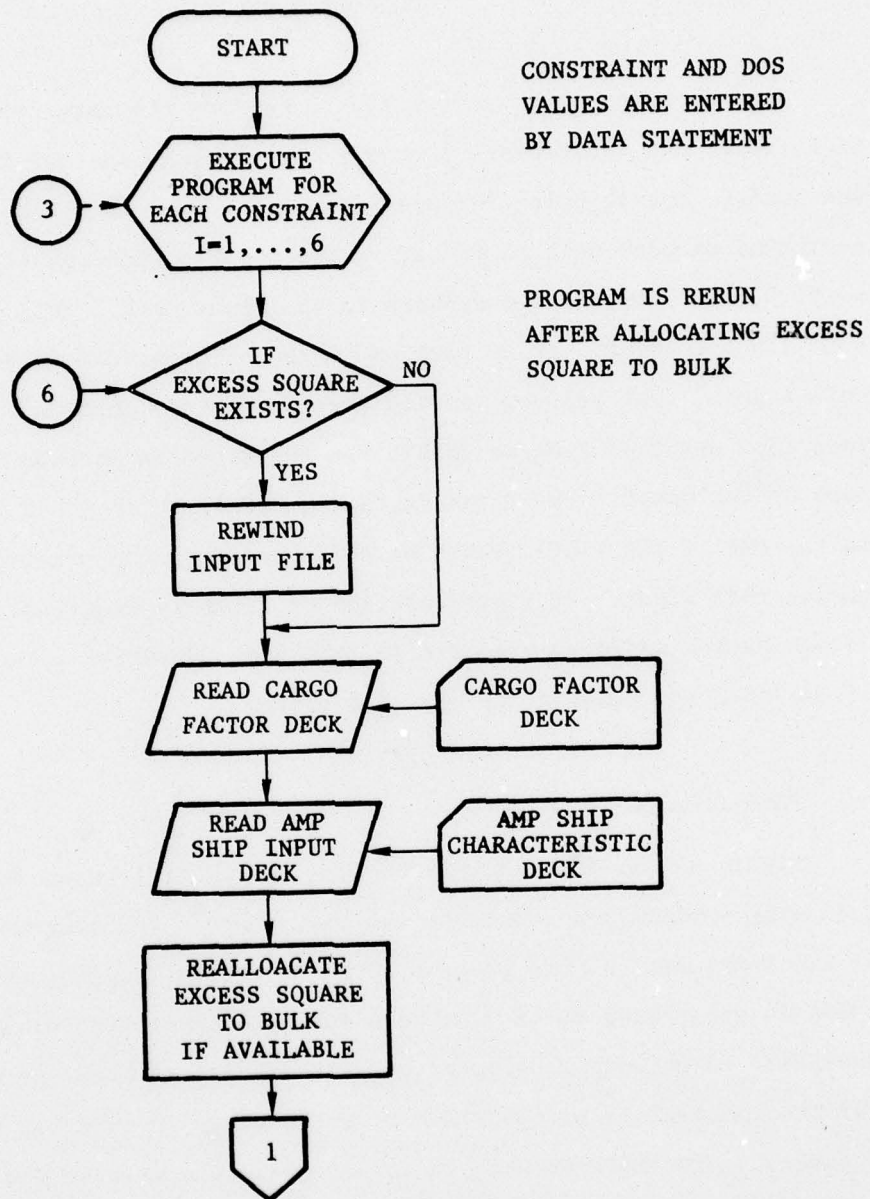 START
CONSTRAINT AND DOS
VALUES ARE ENTERED
BY DATA STATEMENT
EXECUTE
PROGRAM FOR
EACH CONSTRAINT
I=1,...,6
3
PROGRAM IS RERUN
AFTER ALLOCATING EXCESS
SQUARE TO BULK
IF
EXCESS SQUARE
EXISTS?
NO
6
YES
REWIND
INPUT FILE
READ CARGO
FACTOR DECK
CARGO FACTOR
DECK
READ AMP
SHIP INPUT
DECK
AMP SHIP
CHARACTERISTIC
DECK
REALLOACATE
EXCESS SQUARE
TO BULK
IF AVAILABLE
1